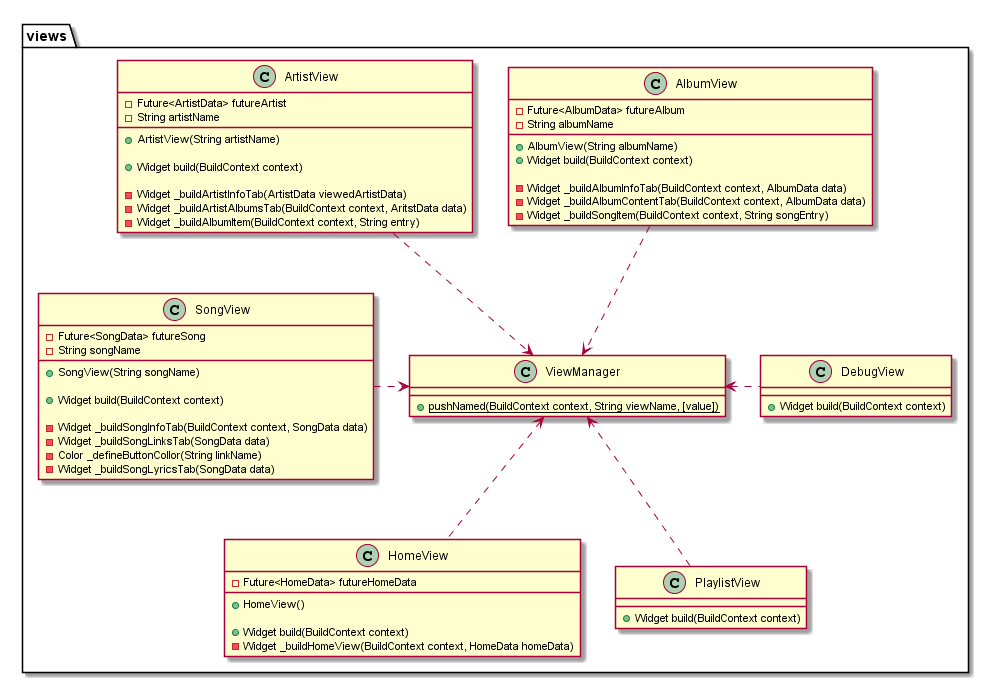 views
C ArtistView
Future<ArtistData> futureArtist
String artistName
ArtistView(String artistName)
Widget build(BuildContext context)
Widget _buildArtistInfoTab(ArtistData viewedArtistData)
Widget _buildArtistAlbumsTab(BuildContext context, AritstData data)
Widget _buildAlbumItem(BuildContext context, String entry)
C AlbumView
Future<AlbumData> futureAlbum
String albumName
AlbumView(String albumName)
Widget build(BuildContext context)
Widget _buildAlbumInfoTab(BuildContext context, AlbumData data)
Widget _buildAlbumContentTab(BuildContext context, AlbumData data)
Widget _buildSongItem(BuildContext context, String songEntry)
C SongView
Future<SongData> futureSong
String songName
SongView(String songName)
Widget build(BuildContext context)
Widget _buildSongInfoTab(BuildContext context, SongData data)
Widget _buildSongLinksTab(SongData data)
Color _defineButtonCollor(String linkName)
Widget _buildSongLyricsTab(SongData data)
C ViewManager
pushNamed(BuildContext context, String viewName, [value])
C DebugView
Widget build(BuildContext context)
C HomeView
Future<HomeData> futureHomeData
HomeView()
Widget build(BuildContext context)
Widget _buildHomeView(BuildContext context, HomeData homeData)
C PlaylistView
Widget build(BuildContext context)